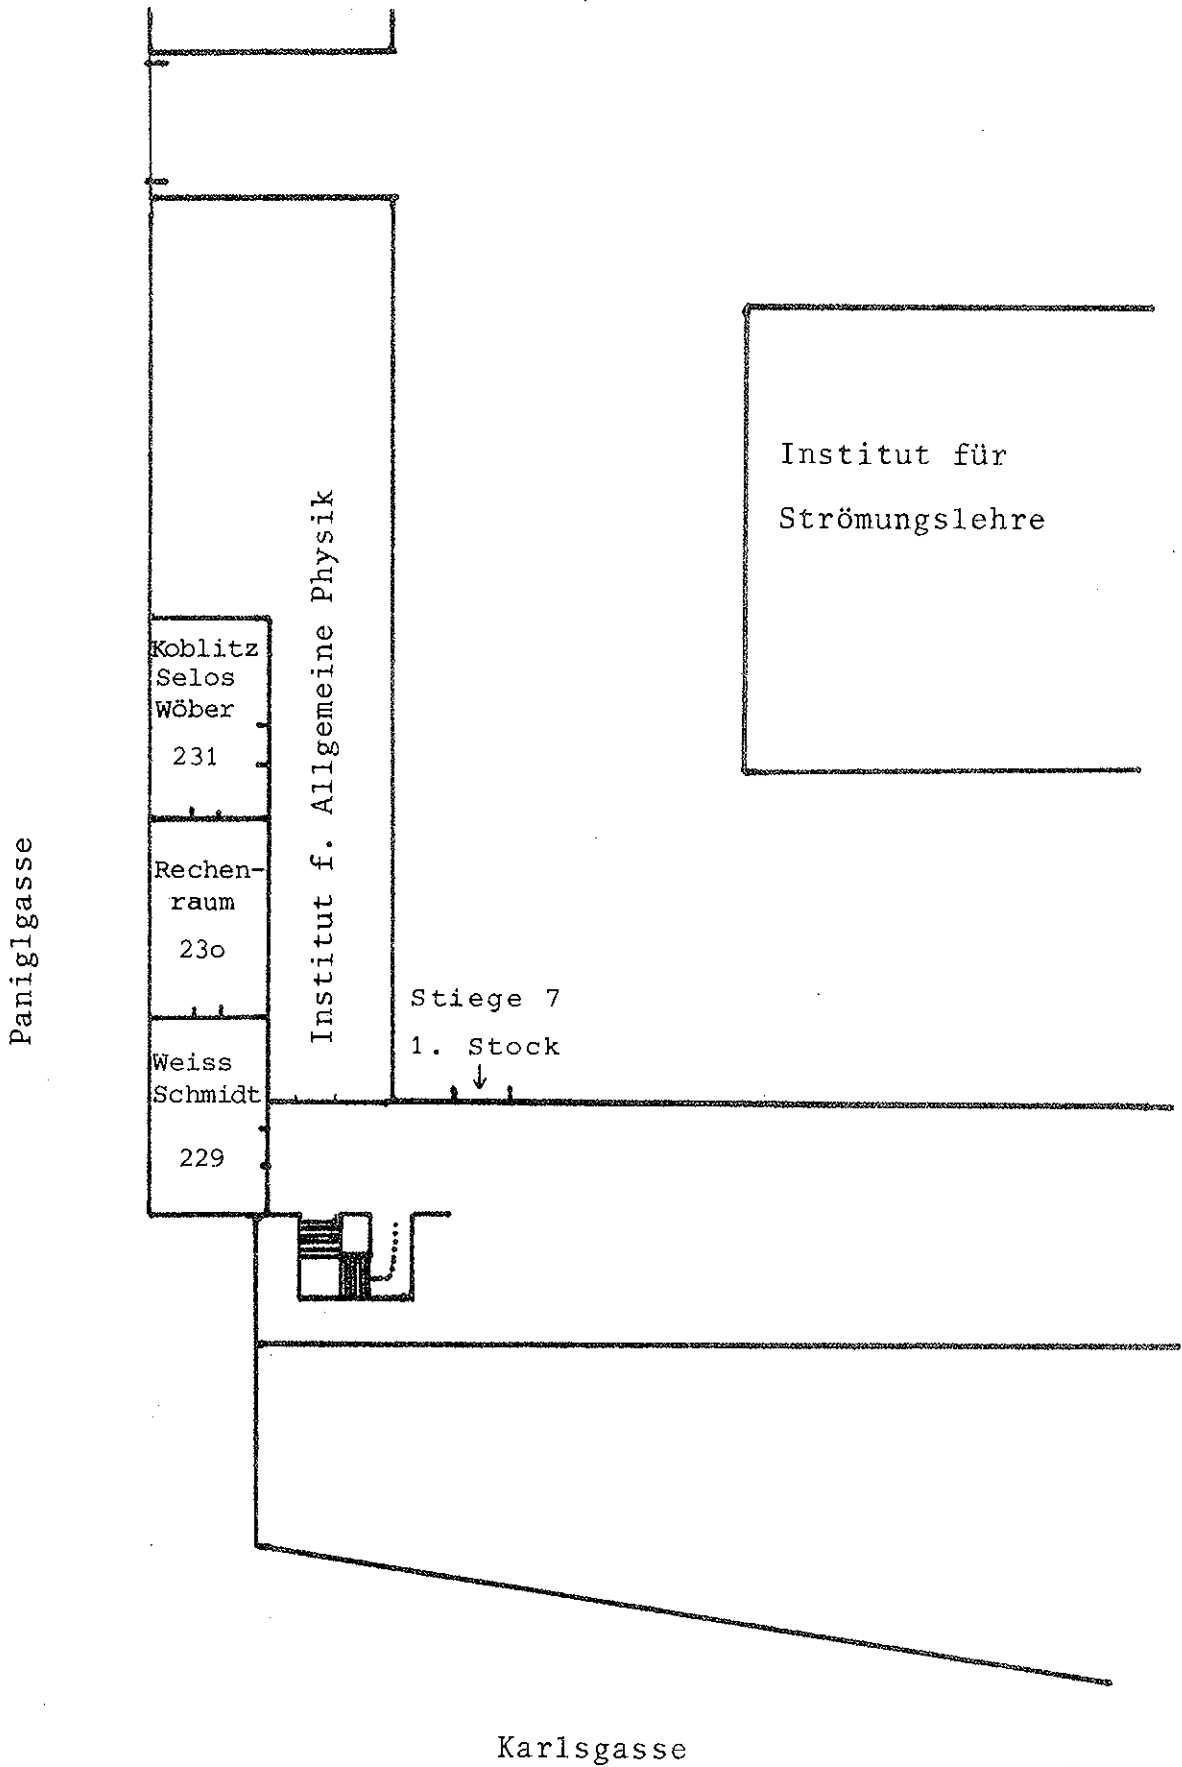 Institut für
Strömungslehre
Institut f. Allgemeine Physik
Koblitz
Selos
Wöber
231
Rechen-
raum
23o
Paniglgasse
Stiege 7
1. Stock
Weiss
Schmidt
229
Karlsgasse